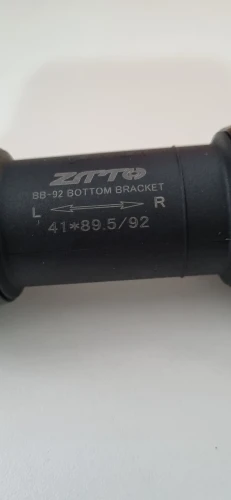 ZTTO
BB-92 BOTTOM BRACKET
L R
41*89.5/92